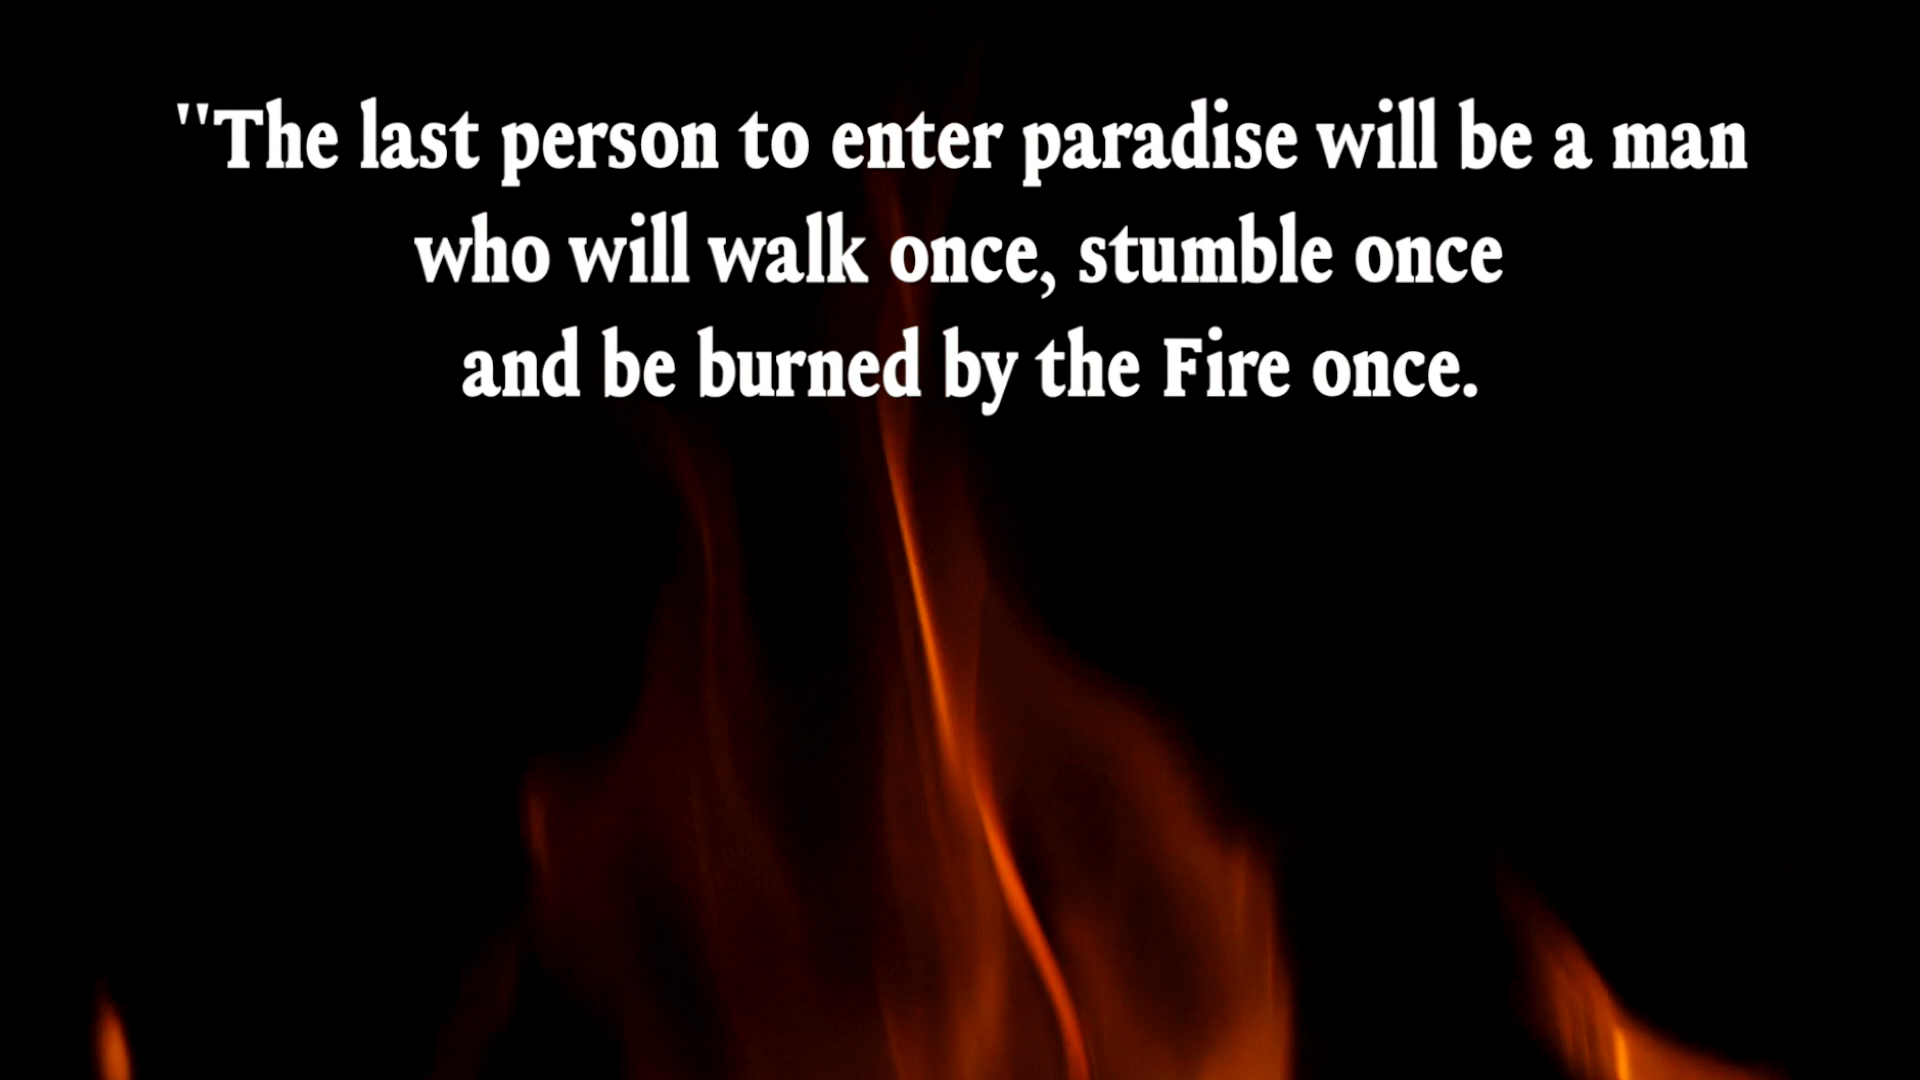 "The last person to enter paradise will be a man
who will walk once, stumble once
and be burned by the Fire once.